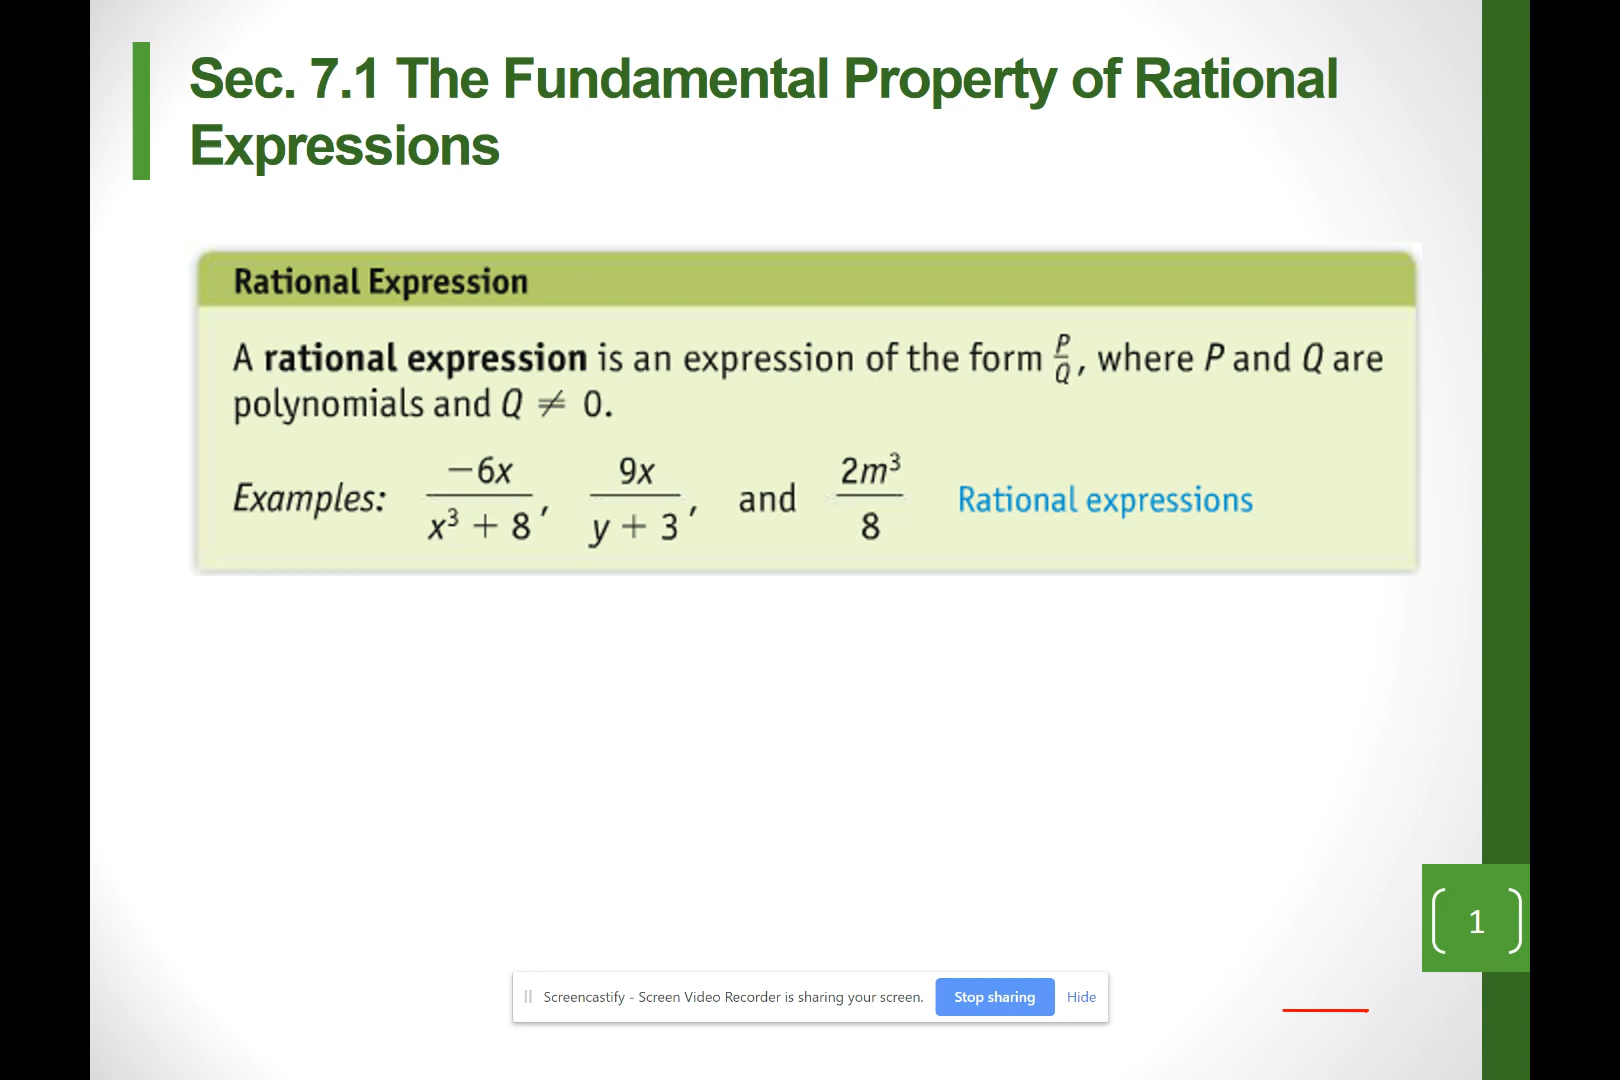 Sec. 7.1 The Fundamental Property of Rational
Expressions
Rational Expression
A rational expression is an expression of the form P/Q, where P and Q are
polynomials and Q ≠ 0.
Examples: −6x/(x³ + 8), 9x/(y + 3), and 2m³/8 Rational expressions
1
Screencastify - Screen Video Recorder is sharing your screen. Stop sharing Hide